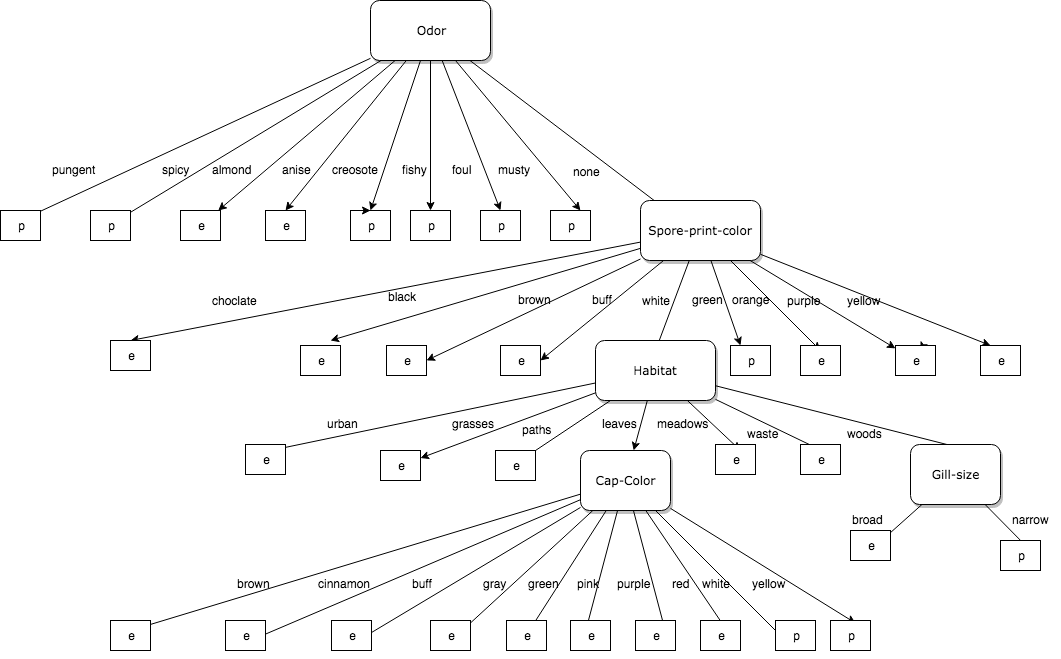 Odor
pungent spicy almond anise creosote fishy foul musty none
p p e e p p p p
Spore-print-color
choclate black brown buff white green orange purple yellow
e e e e p e e e
Habitat
urban grasses paths leaves meadows waste woods
e e e e e
Cap-Color
Gill-size
broad narrow
e p
brown cinnamon buff gray green pink purple red white yellow
e e e e e e e e p p